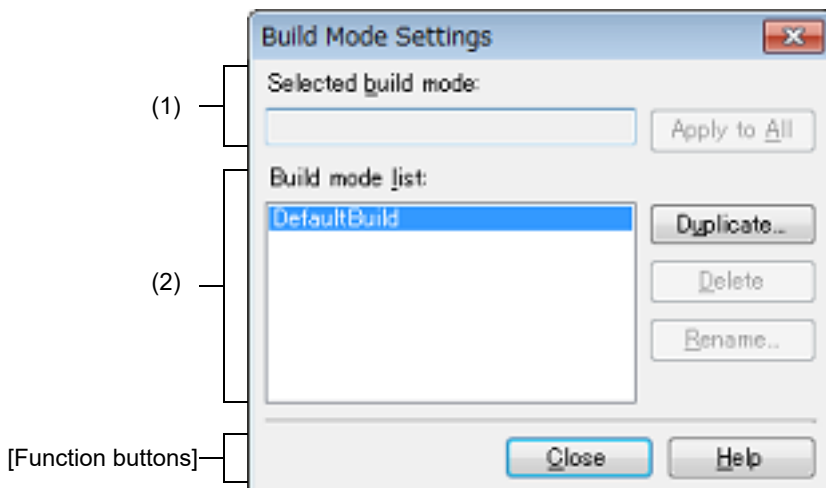 Build Mode Settings
(1)
Selected build mode:
Apply to All
(2)
Build mode list:
DefaultBuild
Duplicate...
Delete
Rename...
[Function buttons]
Close
Help